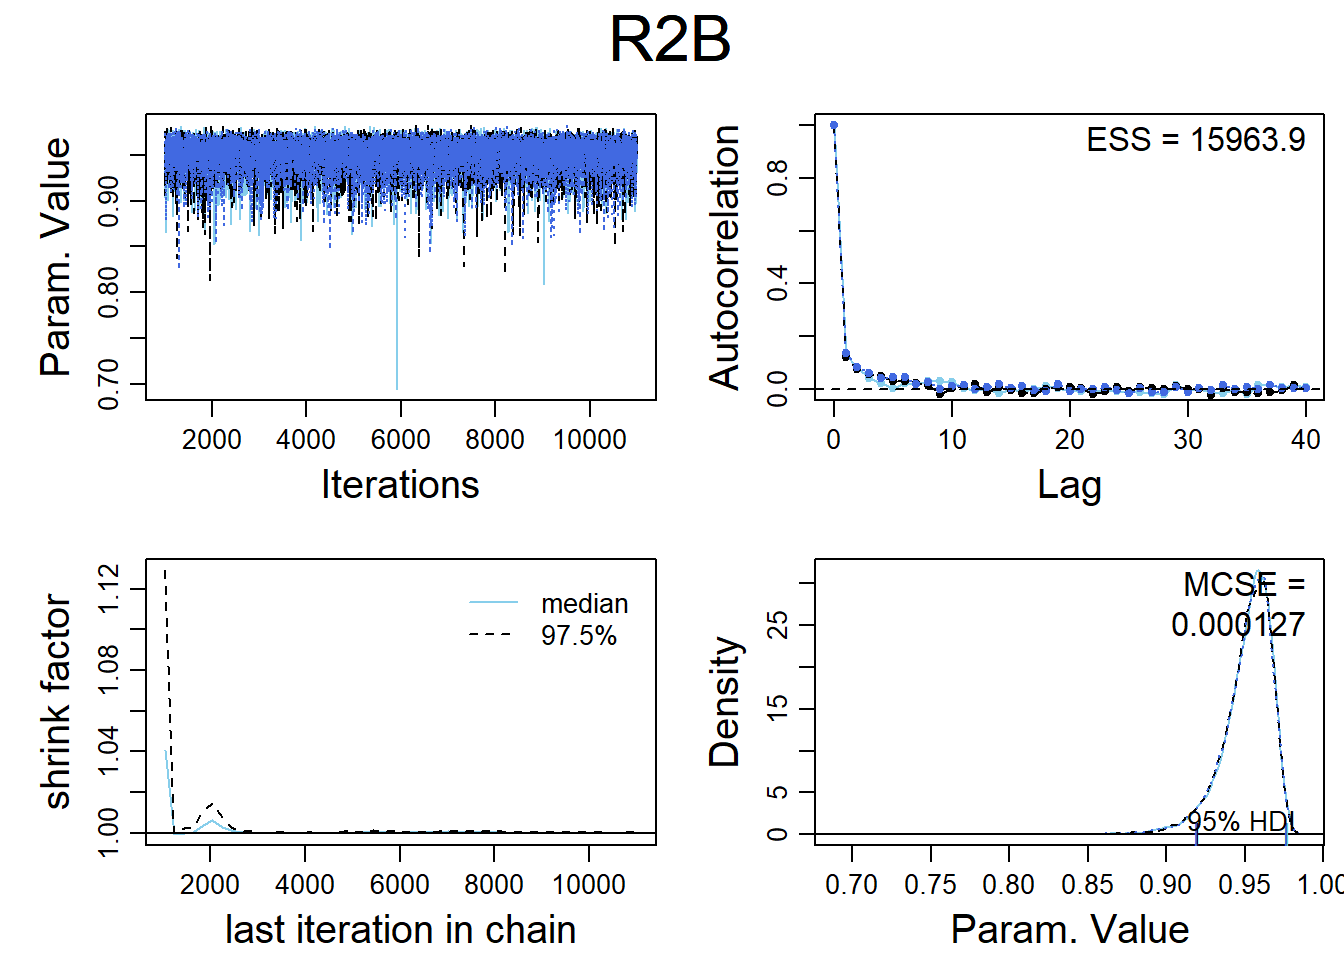 R2B
Param. Value
0.70 0.80 0.90
2000 4000 6000 8000 10000
Iterations
Autocorrelation
0.0 0.4 0.8
ESS = 15963.9
0 10 20 30 40
Lag
shrink factor
1.00 1.04 1.08 1.12
median
97.5%
2000 4000 6000 8000 10000
last iteration in chain
Density
0 5 15 25
MCSE =
0.000127
95% HDI
0.70 0.75 0.80 0.85 0.90 0.95 1.00
Param. Value